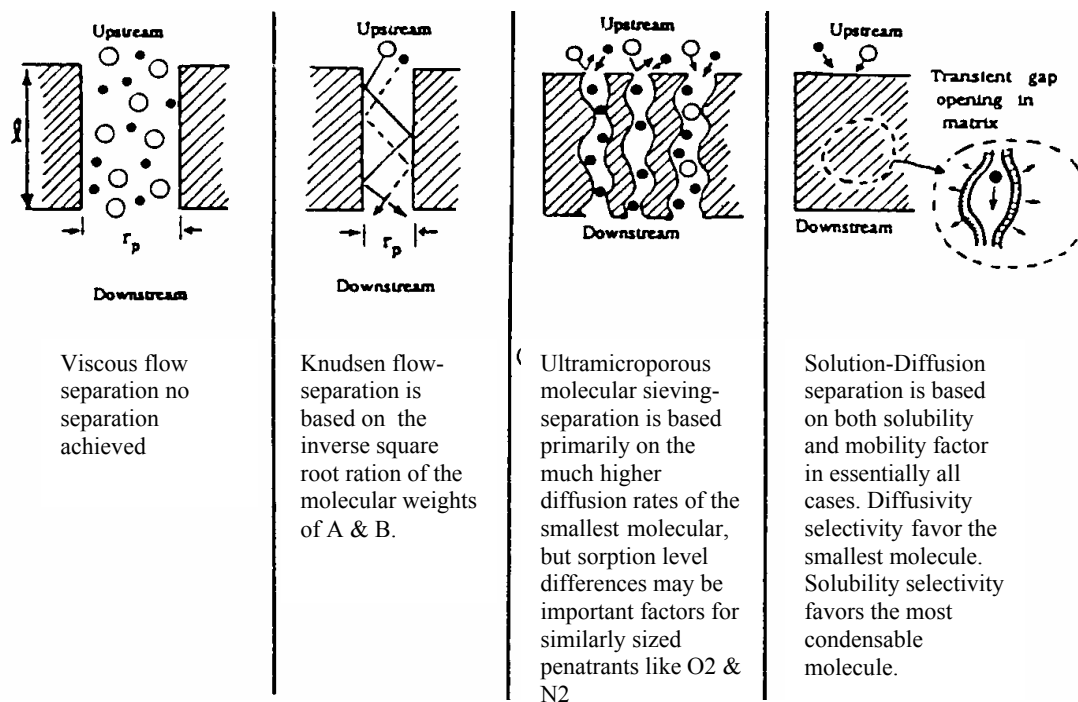 Upstream
ℓ
r_p
Downstream
Viscous flow
separation no
separation
achieved
Upstream
r_p
Downstream
Knudsen flow-
separation is
based on the
inverse square
root ration of the
molecular weights
of A & B.
Upstream
Downstream
(
Ultramicroporous
molecular sieving-
separation is based
primarily on the
much higher
diffusion rates of the
smallest molecular,
but sorption level
differences may be
important factors for
similarly sized
penatrants like O2 &
N2
Upstream
Transient gap
opening in
matrix
Downstream
Solution-Diffusion
separation is based
on both solubility
and mobility factor
in essentially all
cases. Diffusivity
selectivity favor the
smallest molecule.
Solubility selectivity
favors the most
condensable
molecule.